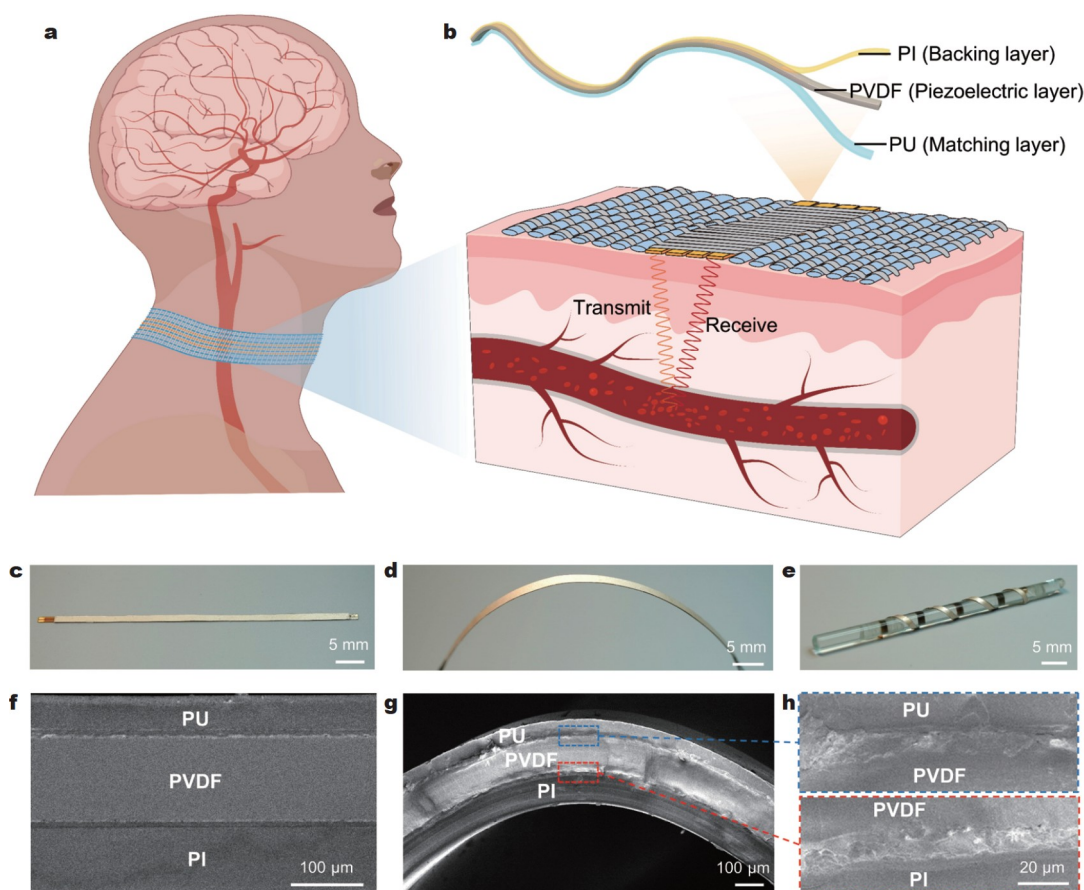 a
b
PI (Backing layer)
PVDF (Piezoelectric layer)
PU (Matching layer)
Transmit
Receive
c
5 mm
d
5 mm
e
5 mm
f
PU
PVDF
PI
100 μm
g
PU
PVDF
PI
100 μm
h
PU
PVDF
PVDF
PI
20 μm